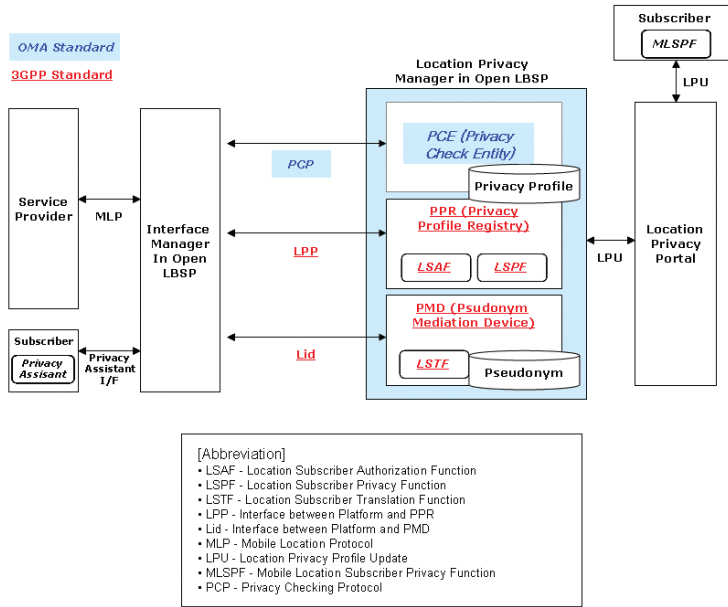 OMA Standard
3GPP Standard
Subscriber
MLSPF
LPU
Location Privacy
Manager in Open LBSP
PCE (Privacy
Check Entity)
Privacy Profile
PCP
Service
Provider
MLP
Interface
Manager
In Open
LBSP
PPR (Privacy
Profile Registry)
LSAF
LSPF
LPP
LPU
Location
Privacy
Portal
PMD (Psudonym
Mediation Device)
LSTF
Pseudonym
Lid
Subscriber
Privacy
Assisant
Privacy
Assistant
I/F
[Abbreviation]
▪ LSAF - Location Subscriber Authorization Function
▪ LSPF - Location Subscriber Privacy Function
▪ LSTF - Location Subscriber Translation Function
▪ LPP - Interface between Platform and PPR
▪ Lid - Interface between Platform and PMD
▪ MLP - Mobile Location Protocol
▪ LPU - Location Privacy Profile Update
▪ MLSPF - Mobile Location Subscriber Privacy Function
▪ PCP - Privacy Checking Protocol